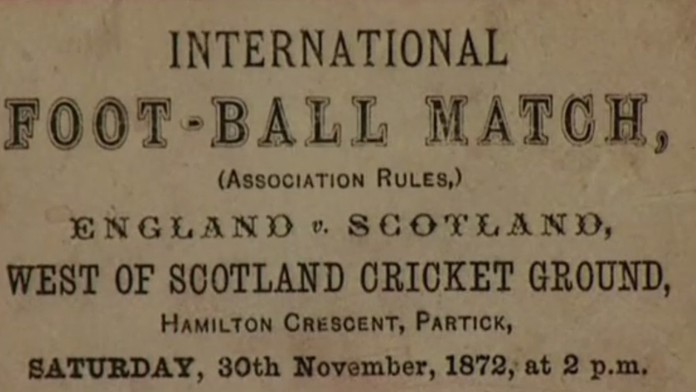 INTERNATIONAL
FOOT-BALL MATCH,
(ASSOCIATION RULES,)
ENGLAND v. SCOTLAND,
WEST OF SCOTLAND CRICKET GROUND,
HAMILTON CRESCENT, PARTICK,
SATURDAY, 30th November, 1872, at 2 p.m.